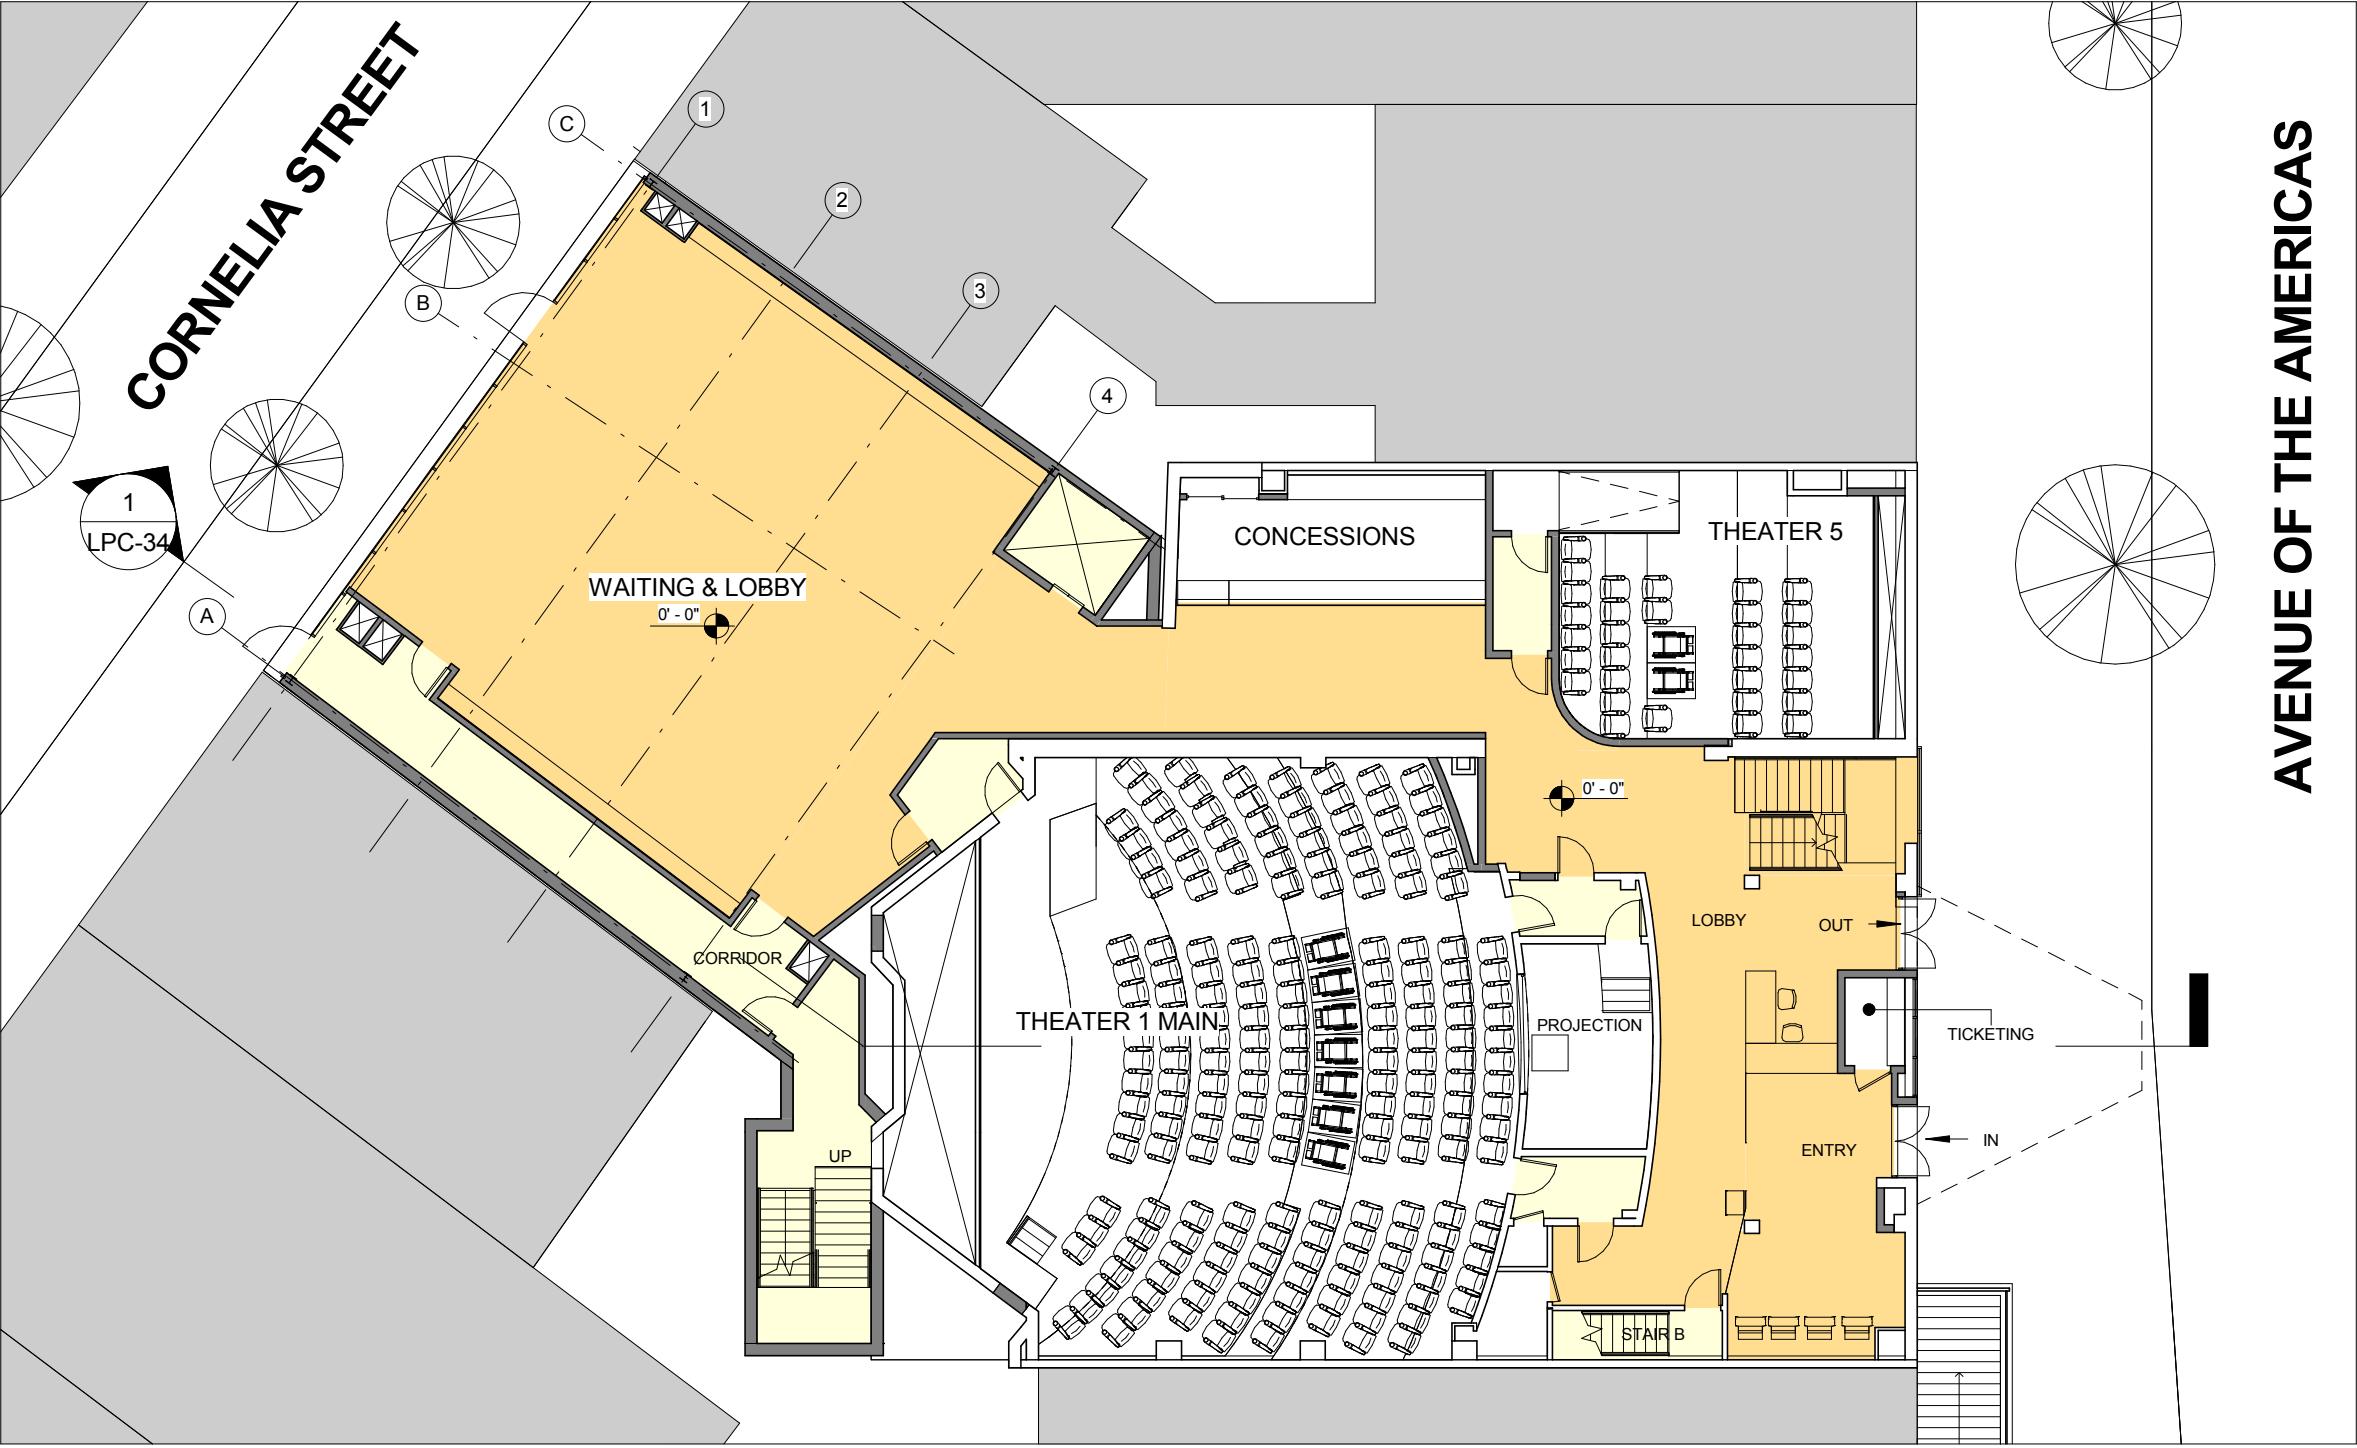 CORNELIA STREET
AVENUE OF THE AMERICAS
C
1
2
B
3
4
1
LPC-34
A
CONCESSIONS
THEATER 5
WAITING & LOBBY
0' - 0"
0' - 0"
LOBBY
OUT
CORRIDOR
THEATER 1 MAIN
PROJECTION
TICKETING
UP
ENTRY
IN
STAIR B